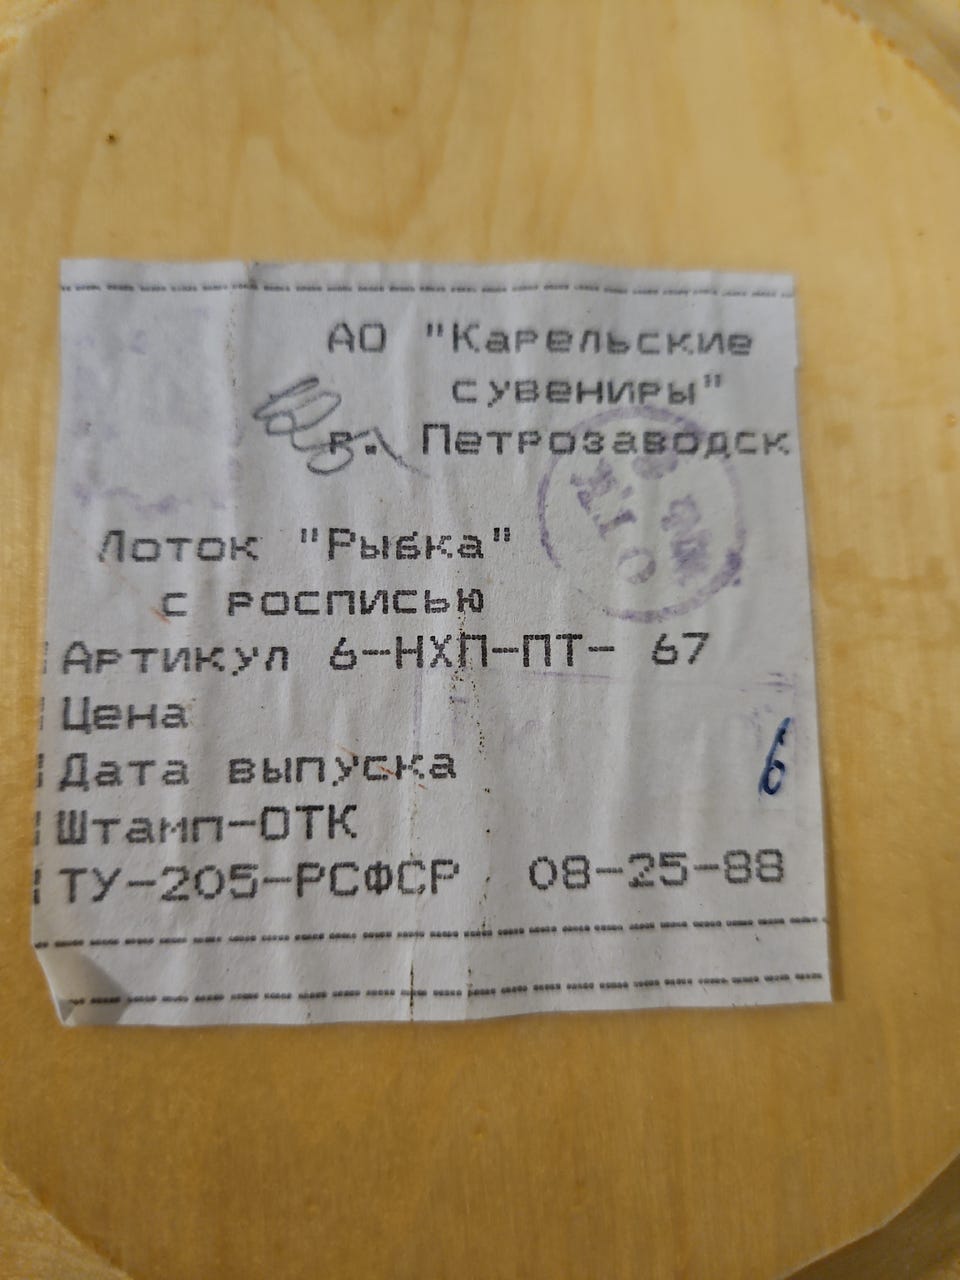 АО "Карельские
сувениры"
г. Петрозаводск
Лоток "Рыбка"
с росписью
Артикул 6-НХП-ПТ- 67
Цена
Дата выпуска
6
Штамп-ОТК
ТУ-205-РСФСР 08-25-88
ОТК